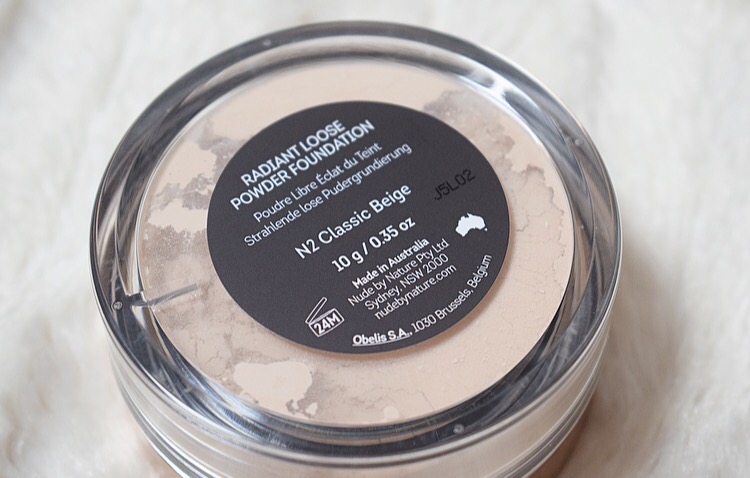 RADIANT LOOSE
POWDER FOUNDATION
Poudre Libre Éclat du Teint
Strahlende lose Pudergrundierung
N2 Classic Beige
10 g / 0.35 oz
J5L02
Made in Australia
Nude by Nature Pty Ltd
Sydney, NSW 2000
nudebynature.com
24M
Obelis S.A., 1030 Brussels, Belgium